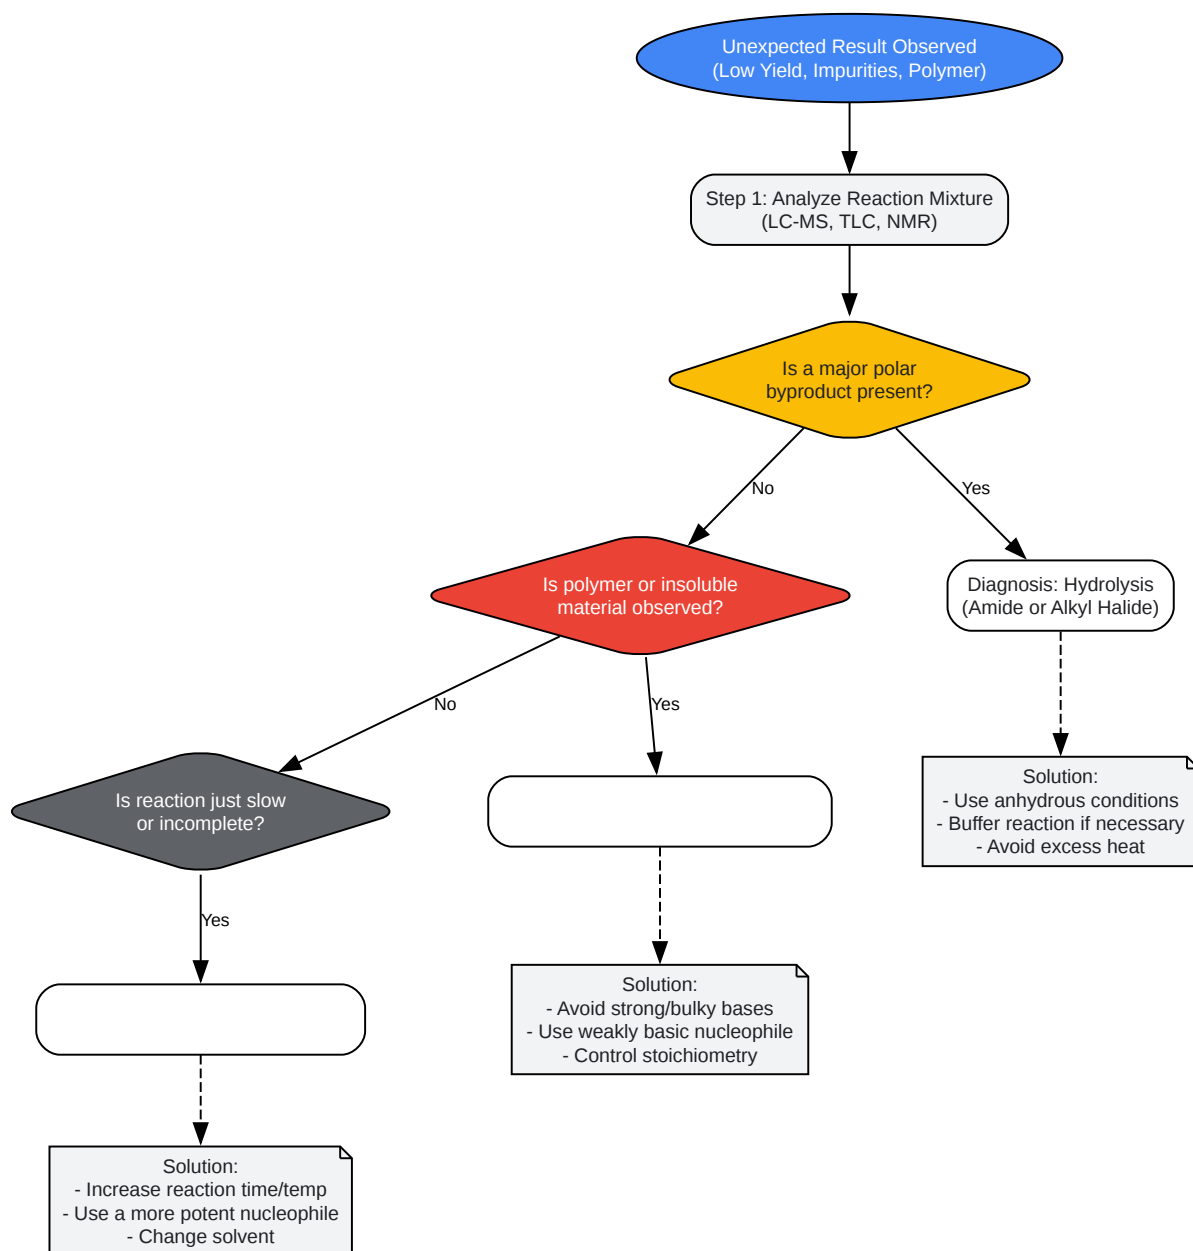 Unexpected Result Observed
(Low Yield, Impurities, Polymer)
Step 1: Analyze Reaction Mixture
(LC-MS, TLC, NMR)
Is a major polar
byproduct present?
No
Yes
Is polymer or insoluble
material observed?
Diagnosis: Hydrolysis
(Amide or Alkyl Halide)
No
Yes
Is reaction just slow
or incomplete?
Solution:
- Use anhydrous conditions
- Buffer reaction if necessary
- Avoid excess heat
Yes
Solution:
- Avoid strong/bulky bases
- Use weakly basic nucleophile
- Control stoichiometry
Solution:
- Increase reaction time/temp
- Use a more potent nucleophile
- Change solvent